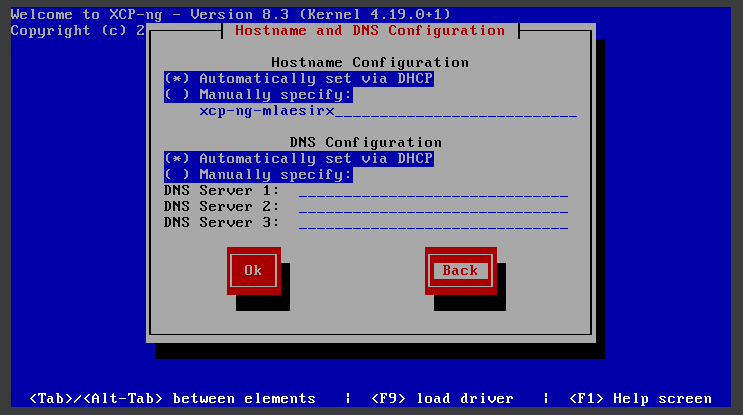 Welcome to XCP-ng - Version 8.3 (Kernel 4.19.0+1)
Copyright (c) 2
Hostname and DNS Configuration
Hostname Configuration
(*) Automatically set via DHCP
( ) Manually specify:
xcp-ng-mlaesirx____________________________
DNS Configuration
(*) Automatically set via DHCP
( ) Manually specify:
DNS Server 1: ______________________________
DNS Server 2: ______________________________
DNS Server 3: ______________________________
Ok Back
<Tab>/<Alt-Tab> between elements | <F9> load driver | <F1> Help screen